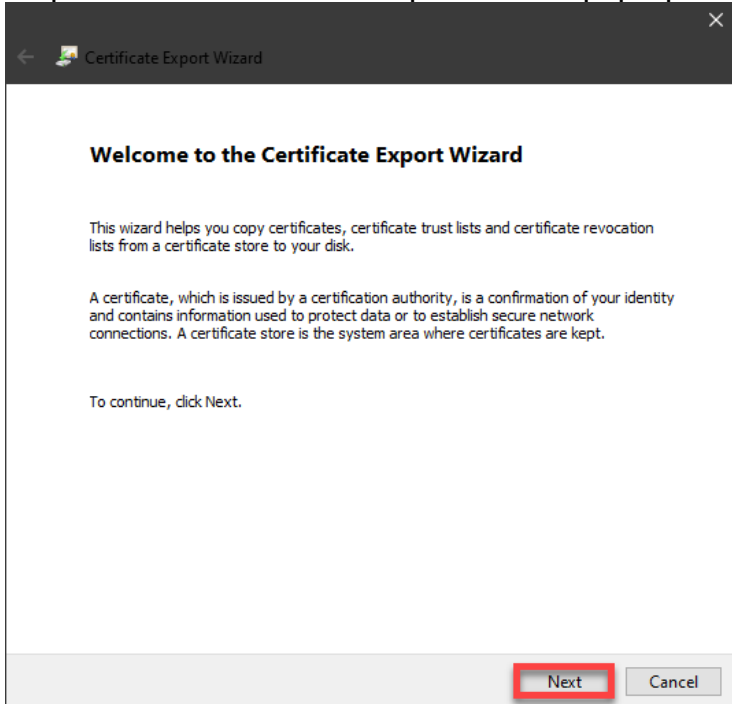 Certificate Export Wizard
Welcome to the Certificate Export Wizard
This wizard helps you copy certificates, certificate trust lists and certificate revocation
lists from a certificate store to your disk.
A certificate, which is issued by a certification authority, is a confirmation of your identity
and contains information used to protect data or to establish secure network
connections. A certificate store is the system area where certificates are kept.
To continue, click Next.
Next Cancel